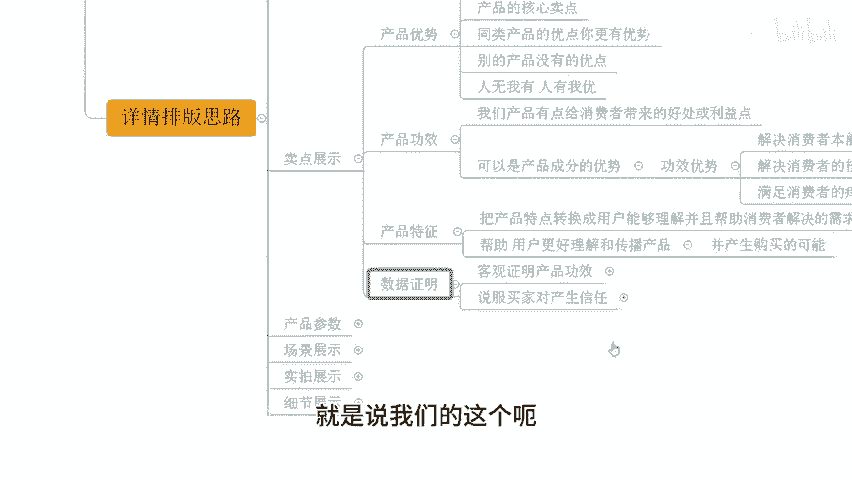 产品的核心卖点
产品优势
同类产品的优点你更有优势
别的产品没有的优点
人无我有 人有我优
详情排版思路
我们产品有点给消费者带来的好处或利益点
产品功效
解决消费者本
卖点展示
可以是产品成分的优势
功效优势
解决消费者的
满足消费者的
把产品特点转换成用户能够理解并且帮助消费者解决的需求
产品特征
帮助 用户更好理解和传播产品
并产生购买的可能
客观证明产品功效
数据证明
说服买家对产生信任
产品参数
场景展示
实拍展示
细节展示
就是说我们的这个呃